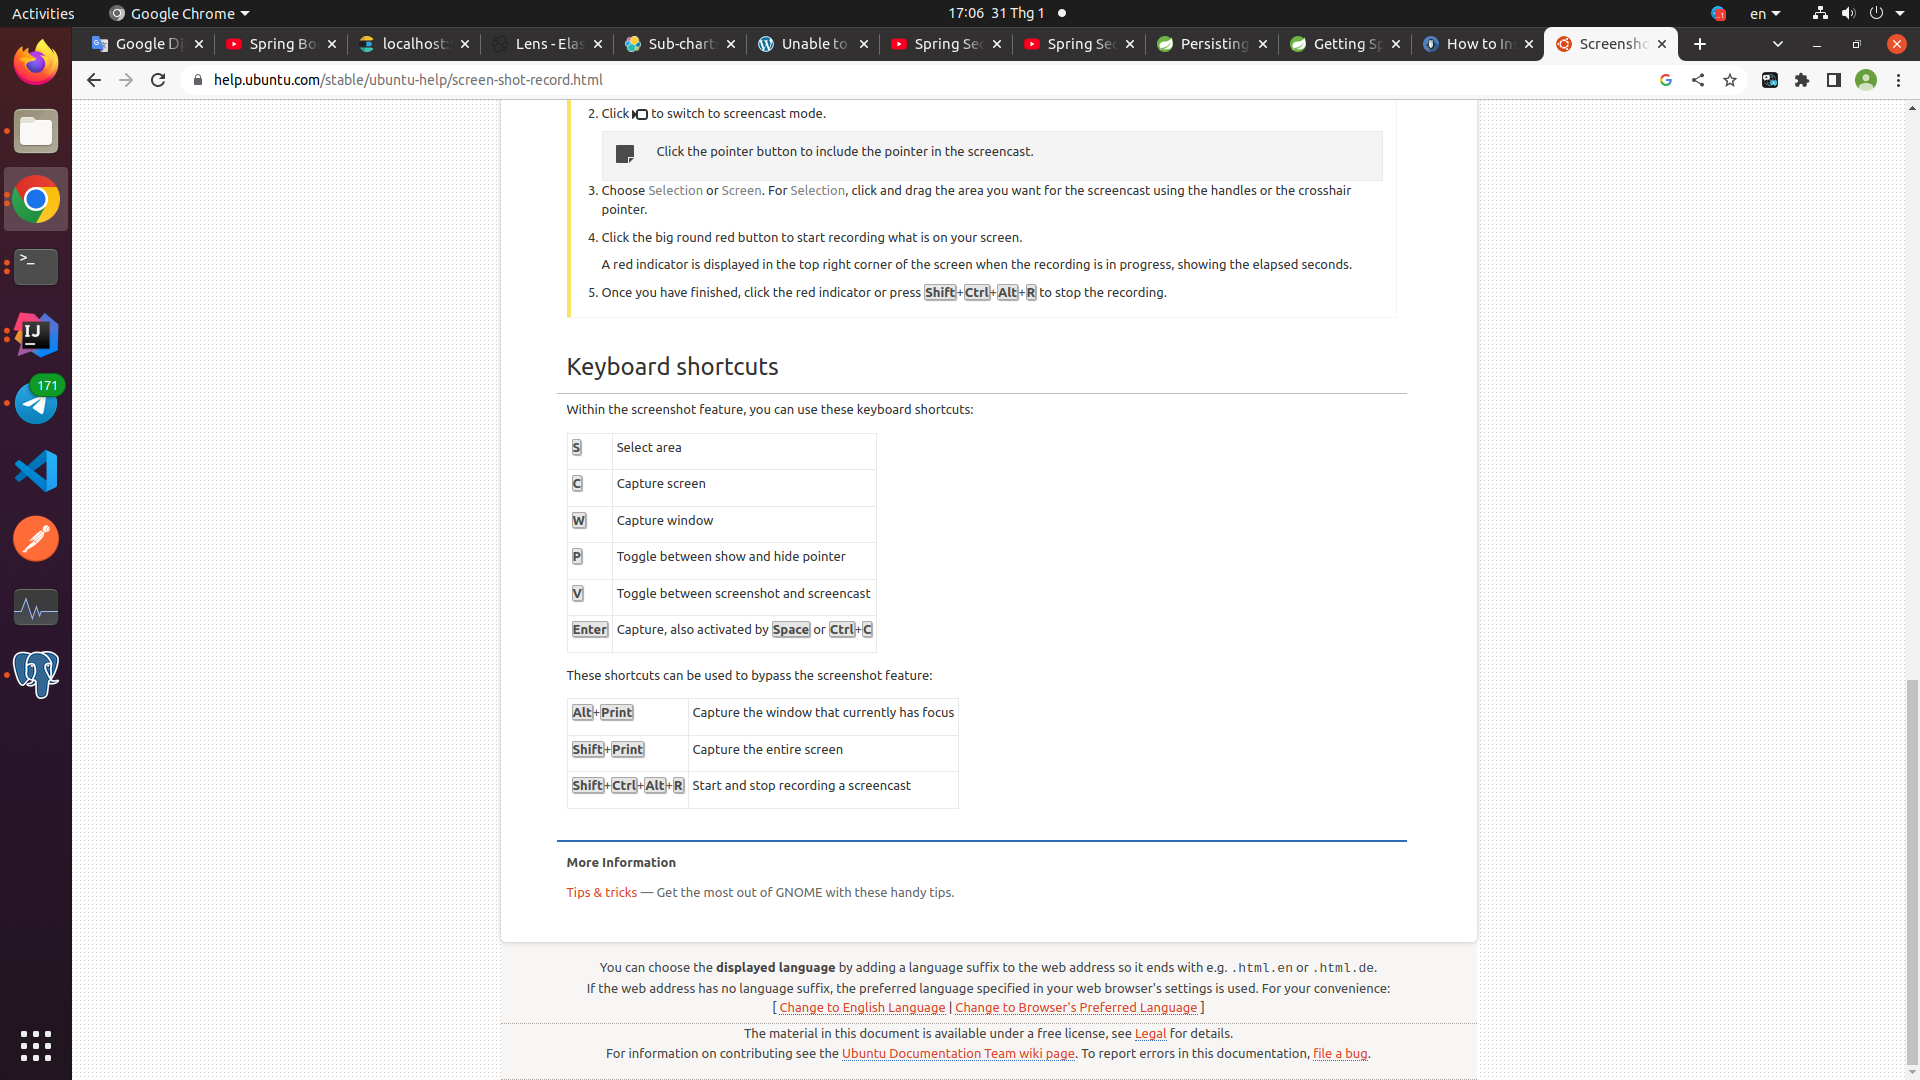 Activities
Google Chrome
17:06 31 Thg 1
en
Google Di
Spring Bo
localhost:
Lens - Elas
Sub-charts
Unable to
Spring Sec
Spring Sec
Persisting
Getting Sp
How to Ins
Screensho
help.ubuntu.com/stable/ubuntu-help/screen-shot-record.html
2. Click to switch to screencast mode.
Click the pointer button to include the pointer in the screencast.
3. Choose Selection or Screen. For Selection, click and drag the area you want for the screencast using the handles or the crosshair
pointer.
4. Click the big round red button to start recording what is on your screen.
A red indicator is displayed in the top right corner of the screen when the recording is in progress, showing the elapsed seconds.
5. Once you have finished, click the red indicator or press Shift+Ctrl+Alt+R to stop the recording.
IJ
171
Keyboard shortcuts
Within the screenshot feature, you can use these keyboard shortcuts:
S Select area
C Capture screen
W Capture window
P Toggle between show and hide pointer
V Toggle between screenshot and screencast
Enter Capture, also activated by Space or Ctrl+C
These shortcuts can be used to bypass the screenshot feature:
Alt+Print Capture the window that currently has focus
Shift+Print Capture the entire screen
Shift+Ctrl+Alt+R Start and stop recording a screencast
More Information
Tips & tricks — Get the most out of GNOME with these handy tips.
You can choose the displayed language by adding a language suffix to the web address so it ends with e.g. .html.en or .html.de.
If the web address has no language suffix, the preferred language specified in your web browser's settings is used. For your convenience:
[ Change to English Language | Change to Browser's Preferred Language ]
The material in this document is available under a free license, see Legal for details.
For information on contributing see the Ubuntu Documentation Team wiki page. To report errors in this documentation, file a bug.